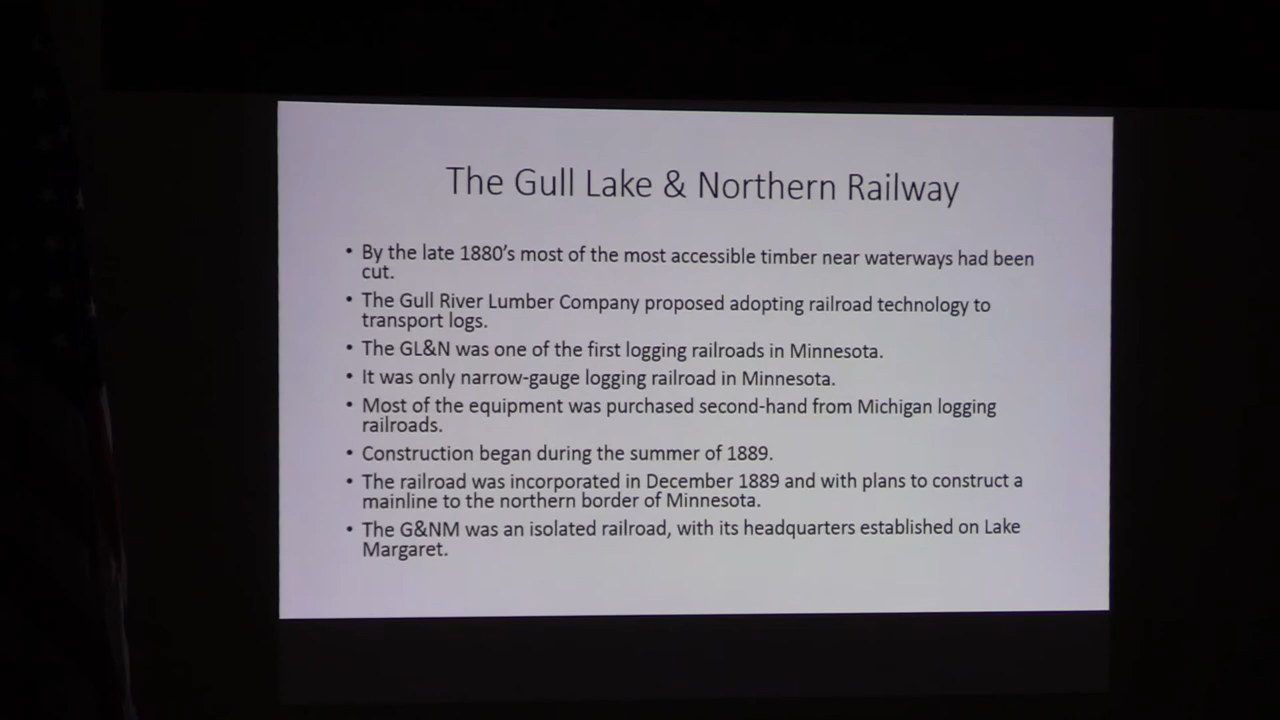 The Gull Lake & Northern Railway
• By the late 1880's most of the most accessible timber near waterways had been
cut.
• The Gull River Lumber Company proposed adopting railroad technology to
transport logs.
• The GL&N was one of the first logging railroads in Minnesota.
• It was only narrow-gauge logging railroad in Minnesota.
• Most of the equipment was purchased second-hand from Michigan logging
railroads.
• Construction began during the summer of 1889.
• The railroad was incorporated in December 1889 and with plans to construct a
mainline to the northern border of Minnesota.
• The G&NM was an isolated railroad, with its headquarters established on Lake
Margaret.